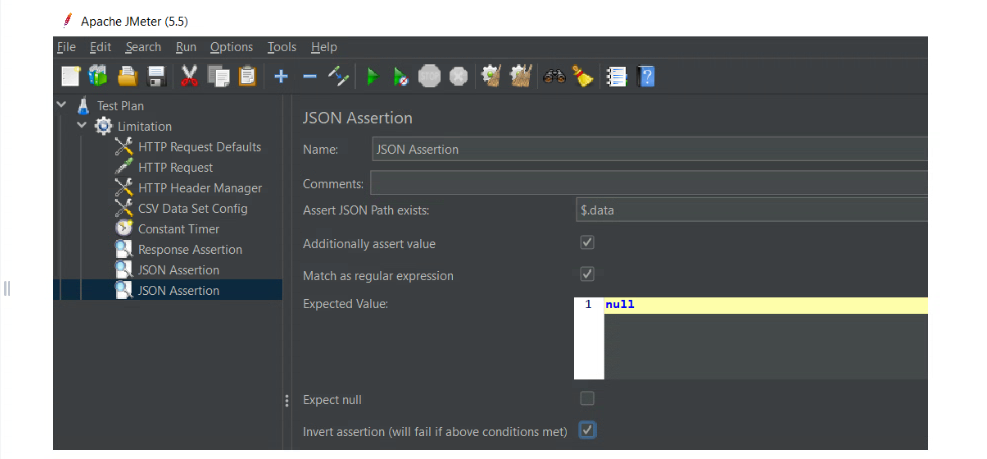 Apache JMeter (5.5)
File Edit Search Run Options Tools Help
STOP
Test Plan
Limitation
HTTP Request Defaults
HTTP Request
HTTP Header Manager
CSV Data Set Config
Constant Timer
Response Assertion
JSON Assertion
JSON Assertion
JSON Assertion
Name: JSON Assertion
Comments:
Assert JSON Path exists: $.data
Additionally assert value
Match as regular expression
Expected Value: 1 null
Expect null
Invert assertion (will fail if above conditions met)